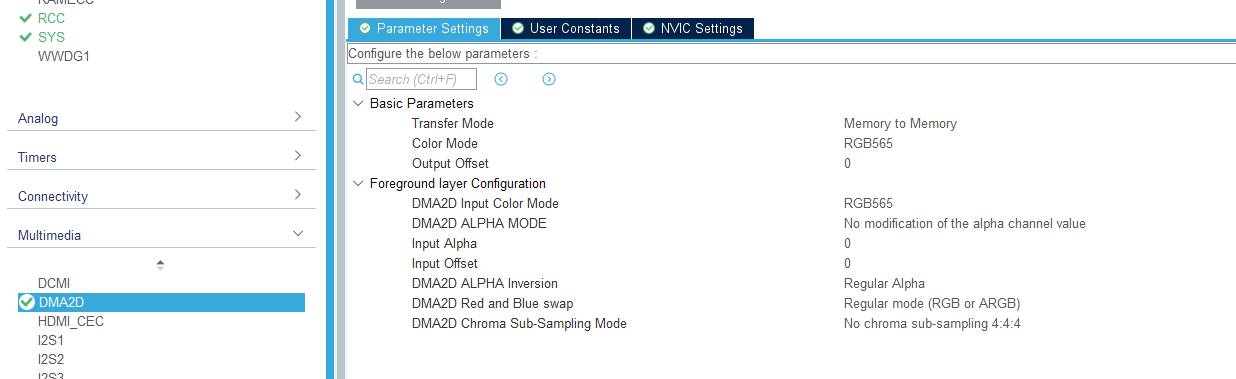 RCC
SYS
WWDG1
Analog
Timers
Connectivity
Multimedia
DCMI
DMA2D
HDMI_CEC
I2S1
I2S2
I2S3
Parameter Settings
User Constants
NVIC Settings
Configure the below parameters :
Search (Ctrl+F)
Basic Parameters
Transfer Mode Memory to Memory
Color Mode RGB565
Output Offset 0
Foreground layer Configuration
DMA2D Input Color Mode RGB565
DMA2D ALPHA MODE No modification of the alpha channel value
Input Alpha 0
Input Offset 0
DMA2D ALPHA Inversion Regular Alpha
DMA2D Red and Blue swap Regular mode (RGB or ARGB)
DMA2D Chroma Sub-Sampling Mode No chroma sub-sampling 4:4:4